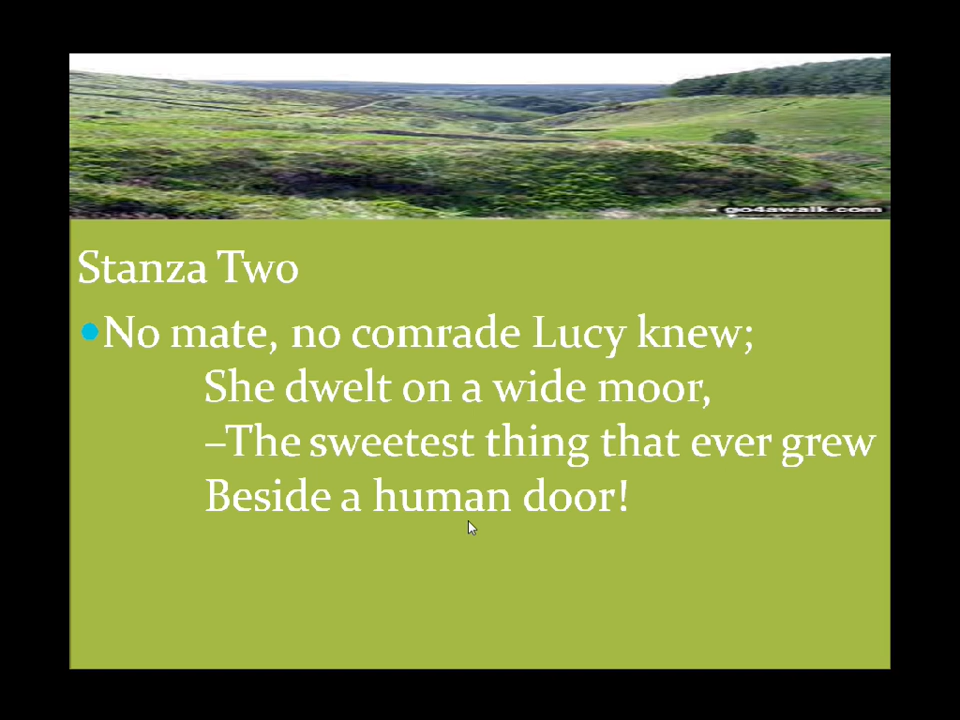 go4awalk.com
Stanza Two
No mate, no comrade Lucy knew;
She dwelt on a wide moor,
–The sweetest thing that ever grew
Beside a human door!